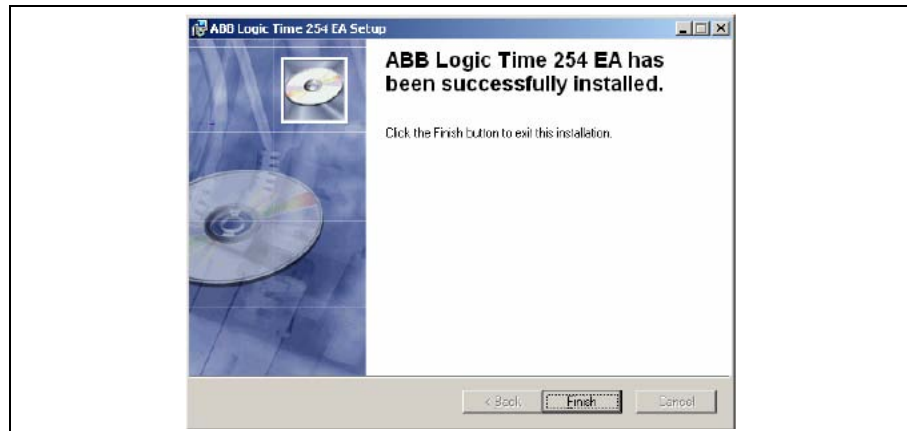 ABB Logic Time 254 EA Setup
ABB Logic Time 254 EA has
been successfully installed.
Click the Finish button to exit this installation.
< Back
Finish
Cancel